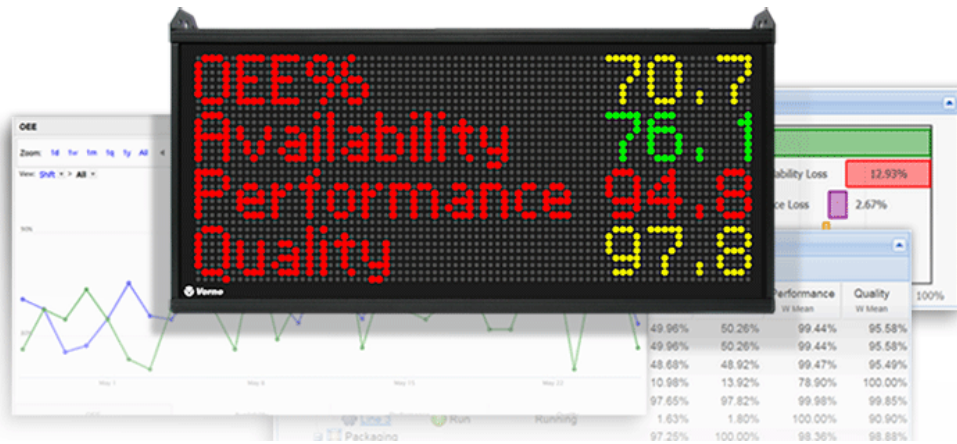 OEE% 70.7
Availability 76.1
Performance 94.8
Quality 97.8
Vorne
OEE
Zoom: 1d 1w 1m 1q 1y All
View: Shift > All
May 1 May 8 May 15 May 22
Loss 12.93%
Loss 2.67%
100%
Performance Quality
W Mean W Mean
49.96% 50.26% 99.44% 95.58%
49.96% 50.26% 99.44% 95.58%
48.68% 48.92% 99.47% 95.49%
10.98% 13.92% 78.90% 100.00%
97.65% 97.82% 99.98% 99.85%
Line 2 Run Running 1.63% 1.80% 100.00% 90.90%
Packaging 97.25% 100.00% 98.36% 98.88%